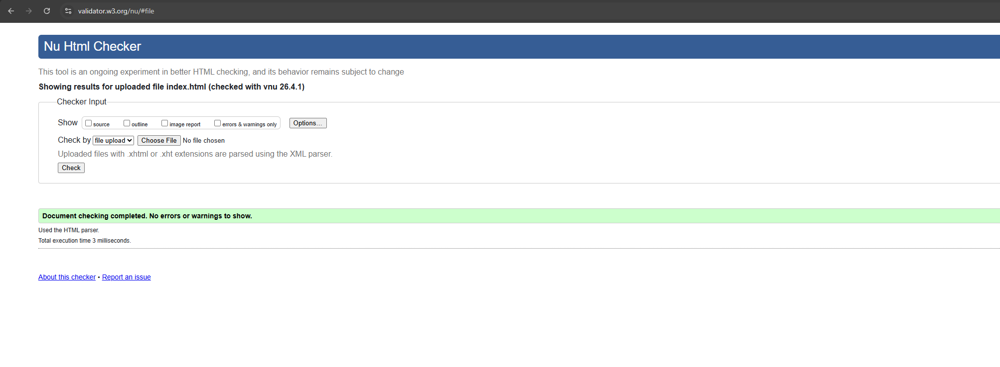 validator.w3.org/nu/#file
Nu Html Checker
This tool is an ongoing experiment in better HTML checking, and its behavior remains subject to change
Showing results for uploaded file index.html (checked with vnu 26.4.1)
Checker Input
Show source outline image report errors & warnings only Options...
Check by file upload Choose File No file chosen
Uploaded files with .xhtml or .xht extensions are parsed using the XML parser.
Check
Document checking completed. No errors or warnings to show.
Used the HTML parser.
Total execution time 3 milliseconds.
About this checker • Report an issue